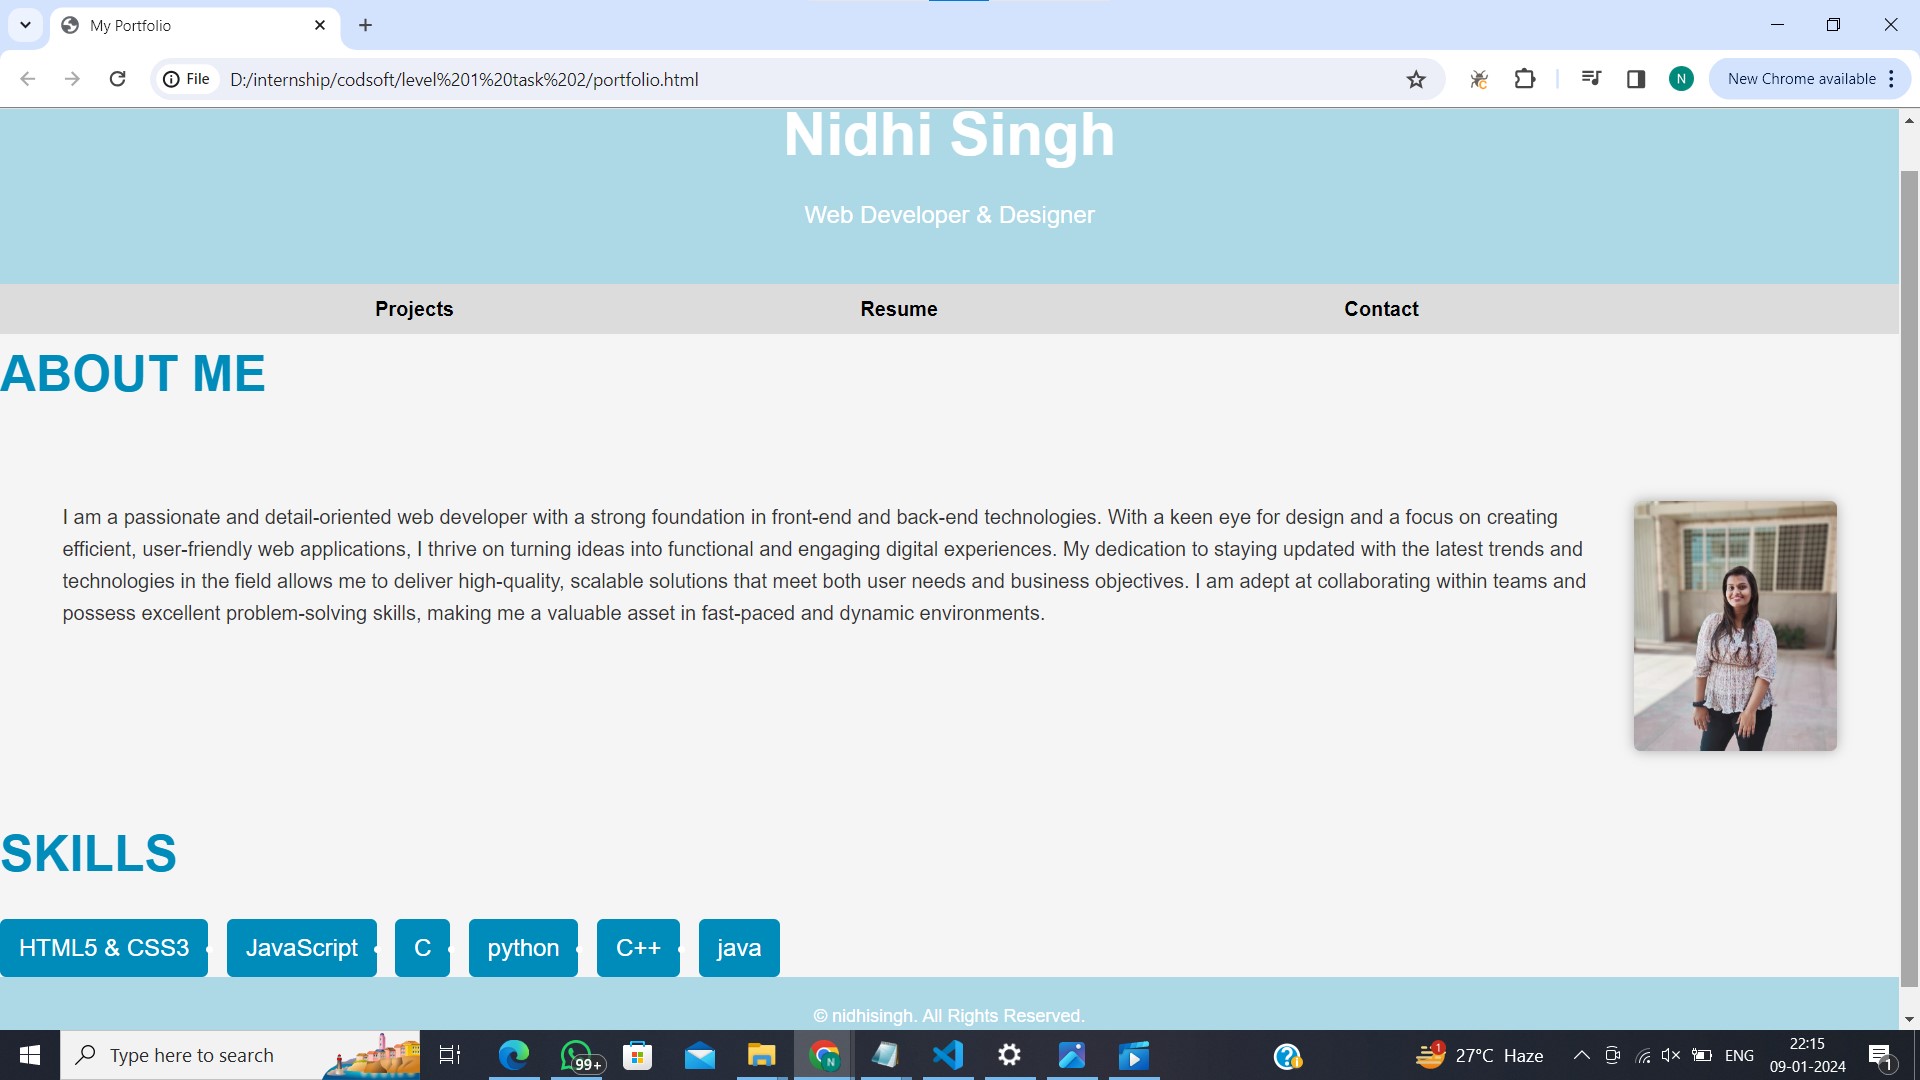 My Portfolio
File
D:/internship/codsoft/level%201%20task%202/portfolio.html
N
New Chrome available
Nidhi Singh
Web Developer & Designer
Projects
Resume
Contact
ABOUT ME
I am a passionate and detail-oriented web developer with a strong foundation in front-end and back-end technologies. With a keen eye for design and a focus on creating
efficient, user-friendly web applications, I thrive on turning ideas into functional and engaging digital experiences. My dedication to staying updated with the latest trends and
technologies in the field allows me to deliver high-quality, scalable solutions that meet both user needs and business objectives. I am adept at collaborating within teams and
possess excellent problem-solving skills, making me a valuable asset in fast-paced and dynamic environments.
SKILLS
HTML5 & CSS3
JavaScript
C
python
C++
java
© nidhisingh. All Rights Reserved.
Type here to search
99+
N
1
27°C Haze
ENG
22:15
09-01-2024
1